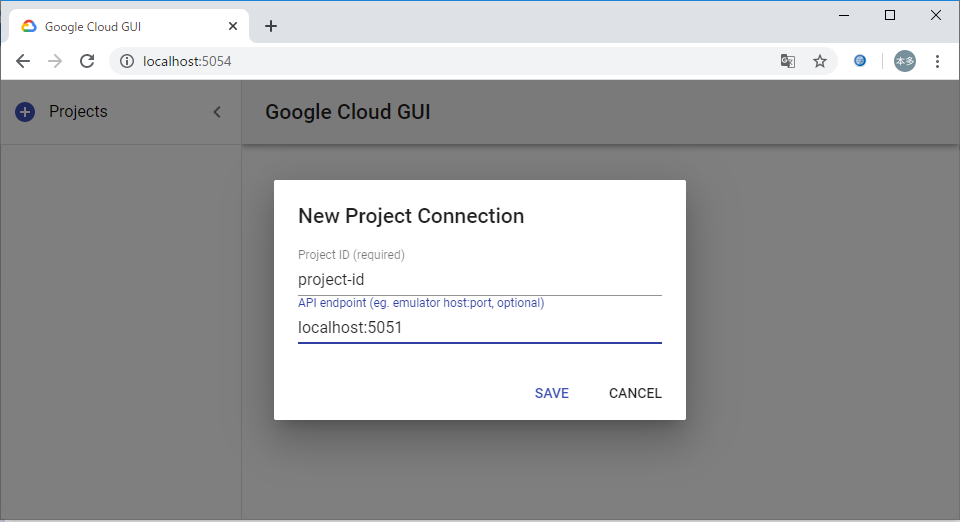 Google Cloud GUI
localhost:5054
本多
Projects
Google Cloud GUI
New Project Connection
Project ID (required)
project-id
API endpoint (eg. emulator host:port, optional)
localhost:5051
SAVE CANCEL